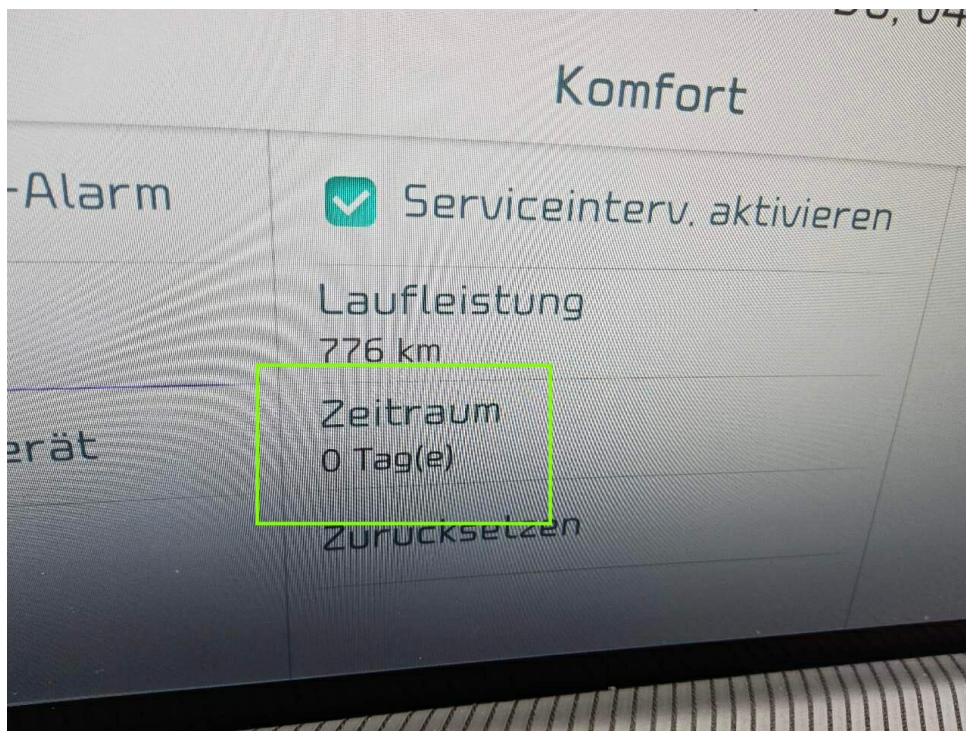 Komfort
-Alarm
Serviceinterv. aktivieren
Laufleistung
776 km
Zeitraum
0 Tag(e)
erät
Zurücksetzen